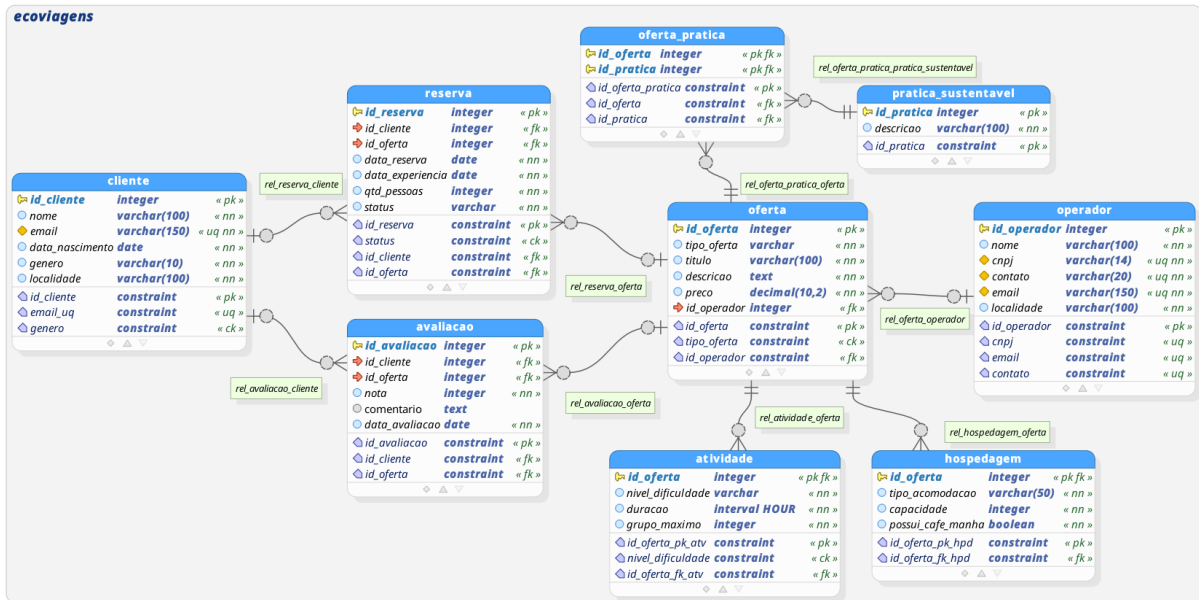 ecoviagens
oferta_pratica
id_oferta integer « pk fk »
id_pratica integer « pk fk »
id_oferta_pratica constraint « pk »
id_oferta constraint « fk »
id_pratica constraint « fk »
rel_oferta_pratica_pratica_sustentavel
pratica_sustentavel
id_pratica integer « pk »
descricao varchar(100) « nn »
id_pratica constraint « pk »
reserva
id_reserva integer « pk »
id_cliente integer « fk »
id_oferta integer « fk »
data_reserva date « nn »
data_experiencia date « nn »
qtd_pessoas integer « nn »
status varchar « nn »
id_reserva constraint « pk »
status constraint « ck »
id_cliente constraint « fk »
id_oferta constraint « fk »
rel_reserva_cliente
rel_oferta_pratica_oferta
cliente
id_cliente integer « pk »
nome varchar(100) « nn »
email varchar(150) « uq nn »
data_nascimento date « nn »
genero varchar(10) « nn »
localidade varchar(100) « nn »
id_cliente constraint « pk »
email_uq constraint « uq »
genero constraint « ck »
oferta
id_oferta integer « pk »
tipo_oferta varchar « nn »
titulo varchar(100) « nn »
descricao text « nn »
preco decimal(10,2) « nn »
id_operador integer « fk »
id_oferta constraint « pk »
tipo_oferta constraint « ck »
id_operador constraint « fk »
operador
id_operador integer « pk »
nome varchar(100) « nn »
cnpj varchar(14) « uq nn »
contato varchar(20) « uq nn »
email varchar(150) « uq nn »
localidade varchar(100) « nn »
id_operador constraint « pk »
cnpj constraint « uq »
email constraint « uq »
contato constraint « uq »
rel_reserva_oferta
rel_oferta_operador
avaliacao
id_avaliacao integer « pk »
id_cliente integer « fk »
id_oferta integer « fk »
nota integer « nn »
comentario text
data_avaliacao date « nn »
id_avaliacao constraint « pk »
id_cliente constraint « fk »
id_oferta constraint « fk »
rel_avaliacao_cliente
rel_avaliacao_oferta
rel_atividade_oferta
rel_hospedagem_oferta
atividade
id_oferta integer « pk fk »
nivel_dificuldade varchar « nn »
duracao interval HOUR « nn »
grupo_maximo integer « nn »
id_oferta_pk_atv constraint « pk »
nivel_dificuldade constraint « ck »
id_oferta_fk_atv constraint « fk »
hospedagem
id_oferta integer « pk fk »
tipo_acomodacao varchar(50) « nn »
capacidade integer « nn »
possui_cafe_manha boolean « nn »
id_oferta_pk_hpd constraint « pk »
id_oferta_fk_hpd constraint « fk »